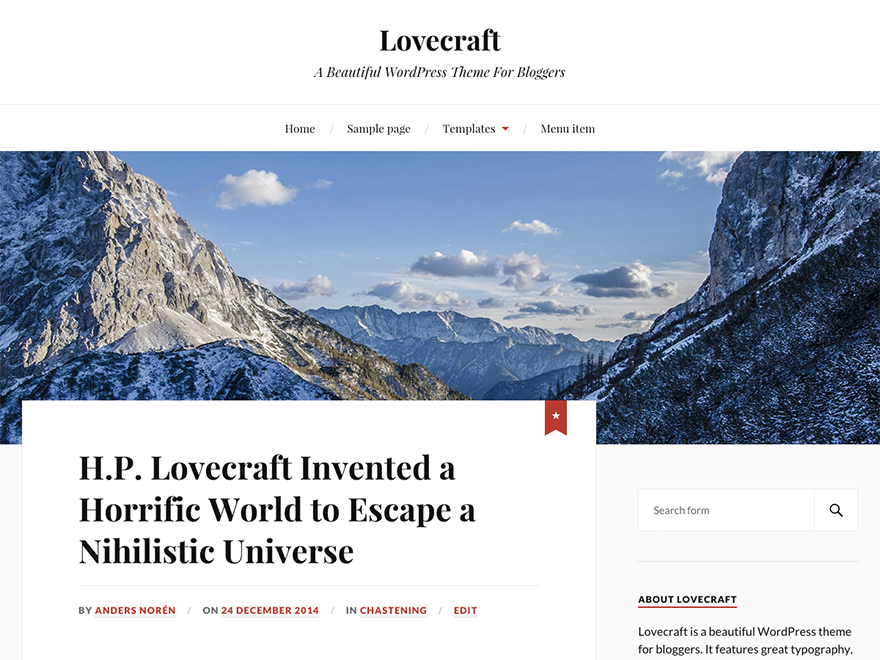 Lovecraft
A Beautiful WordPress Theme For Bloggers
Home / Sample page / Templates / Menu item
H.P. Lovecraft Invented a
Horrific World to Escape a
Nihilistic Universe
BY ANDERS NORÉN / ON 24 DECEMBER 2014 / IN CHASTENING / EDIT
Search form
ABOUT LOVECRAFT
Lovecraft is a beautiful WordPress theme
for bloggers. It features great typography,